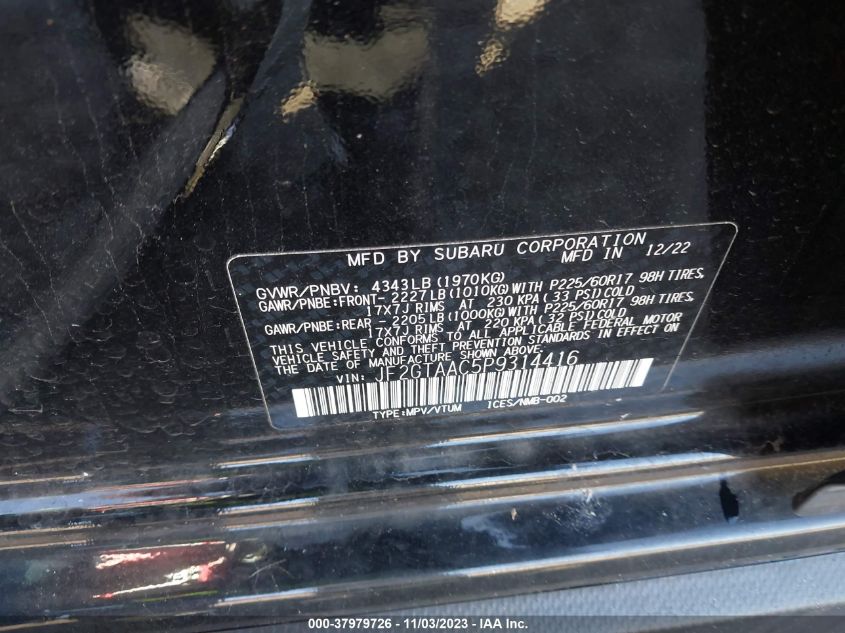 MFD BY SUBARU CORPORATION
MFD IN 12/22
GVWR/PNBV: 4343LB(1970KG)
GAWR/PNBE:FRONT- 2227LB(1010KG)WITH P225/60R17 98H TIRES,
17X7J RIMS AT 230 KPA(33 PSI)COLD
GAWR/PNBE:REAR - 2205LB(1000KG)WITH P225/60R17 98H TIRES,
17X7J RIMS AT 220 KPA(32 PSI)COLD
THIS VEHICLE CONFORMS TO ALL APPLICABLE FEDERAL MOTOR
VEHICLE SAFETY AND THEFT PREVENTION STANDARDS IN EFFECT ON
THE DATE OF MANUFACTURE SHOWN ABOVE.
VIN: JF2GTAAC5P9314416
TYPE:MPV/VTUM ICES/NMB-002
000-37979726 - 11/03/2023 - IAA Inc.